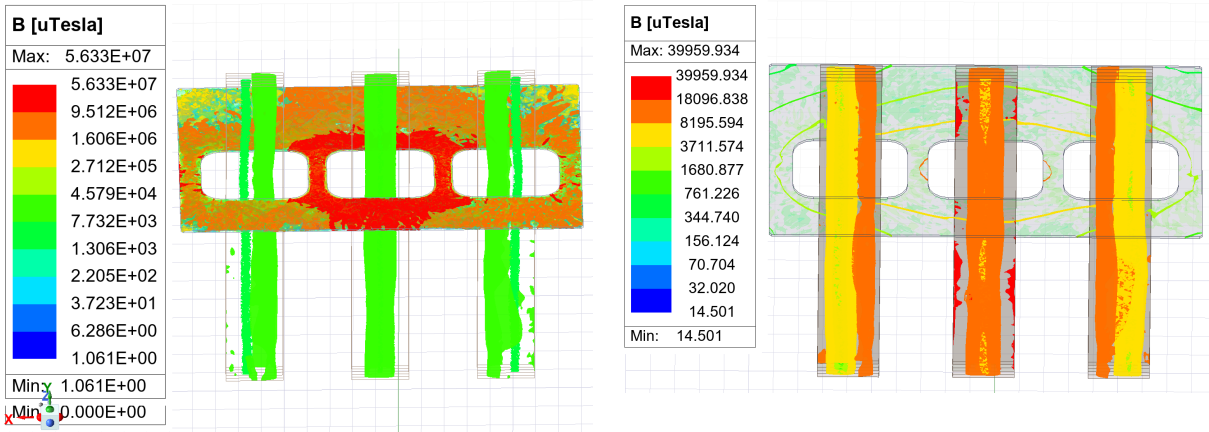 B [uTesla]
Max: 5.633E+07
5.633E+07
9.512E+06
1.606E+06
2.712E+05
4.579E+04
7.732E+03
1.306E+03
2.205E+02
3.723E+01
6.286E+00
1.061E+00
Min: 1.061E+00
Min: 0.000E+00
Y
Z
X
B [uTesla]
Max: 39959.934
39959.934
18096.838
8195.594
3711.574
1680.877
761.226
344.740
156.124
70.704
32.020
14.501
Min: 14.501